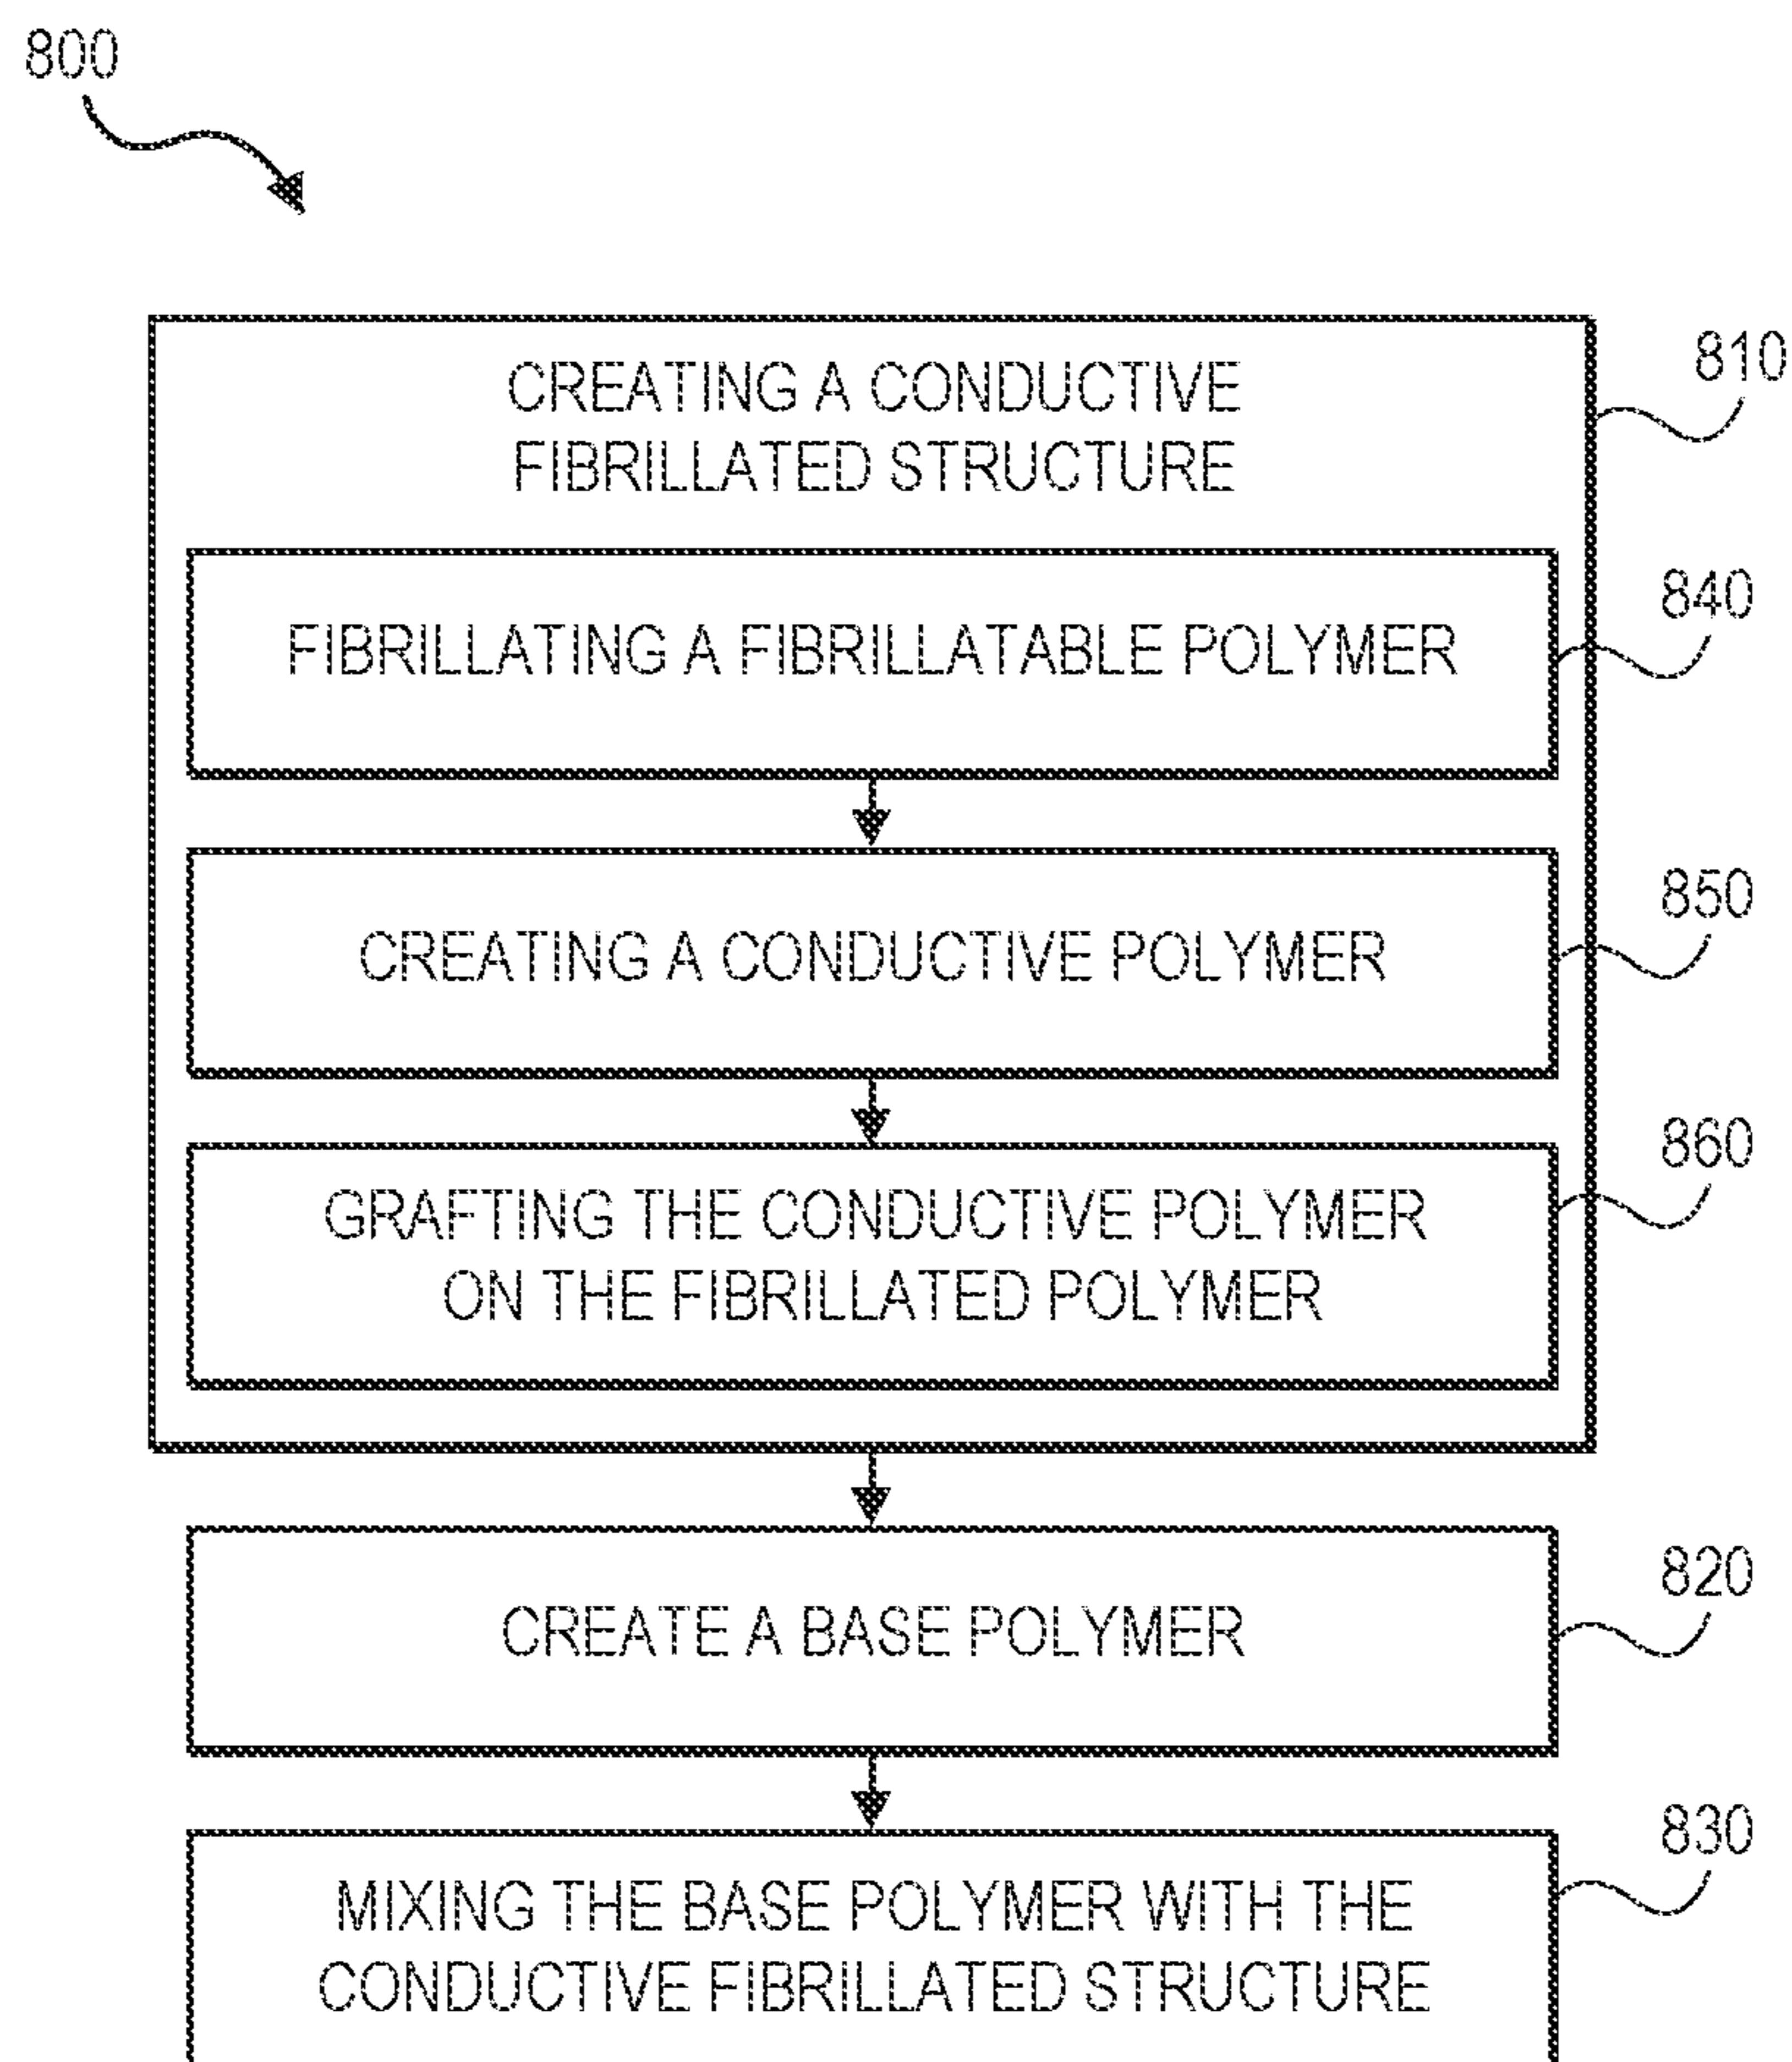 800
CREATING A CONDUCTIVE
FIBRILLATED STRUCTURE
810
FIBRILLATING A FIBRILLATABLE POLYMER
840
CREATING A CONDUCTIVE POLYMER
850
GRAFTING THE CONDUCTIVE POLYMER
ON THE FIBRILLATED POLYMER
860
CREATE A BASE POLYMER
820
MIXING THE BASE POLYMER WITH THE
CONDUCTIVE FIBRILLATED STRUCTURE
830